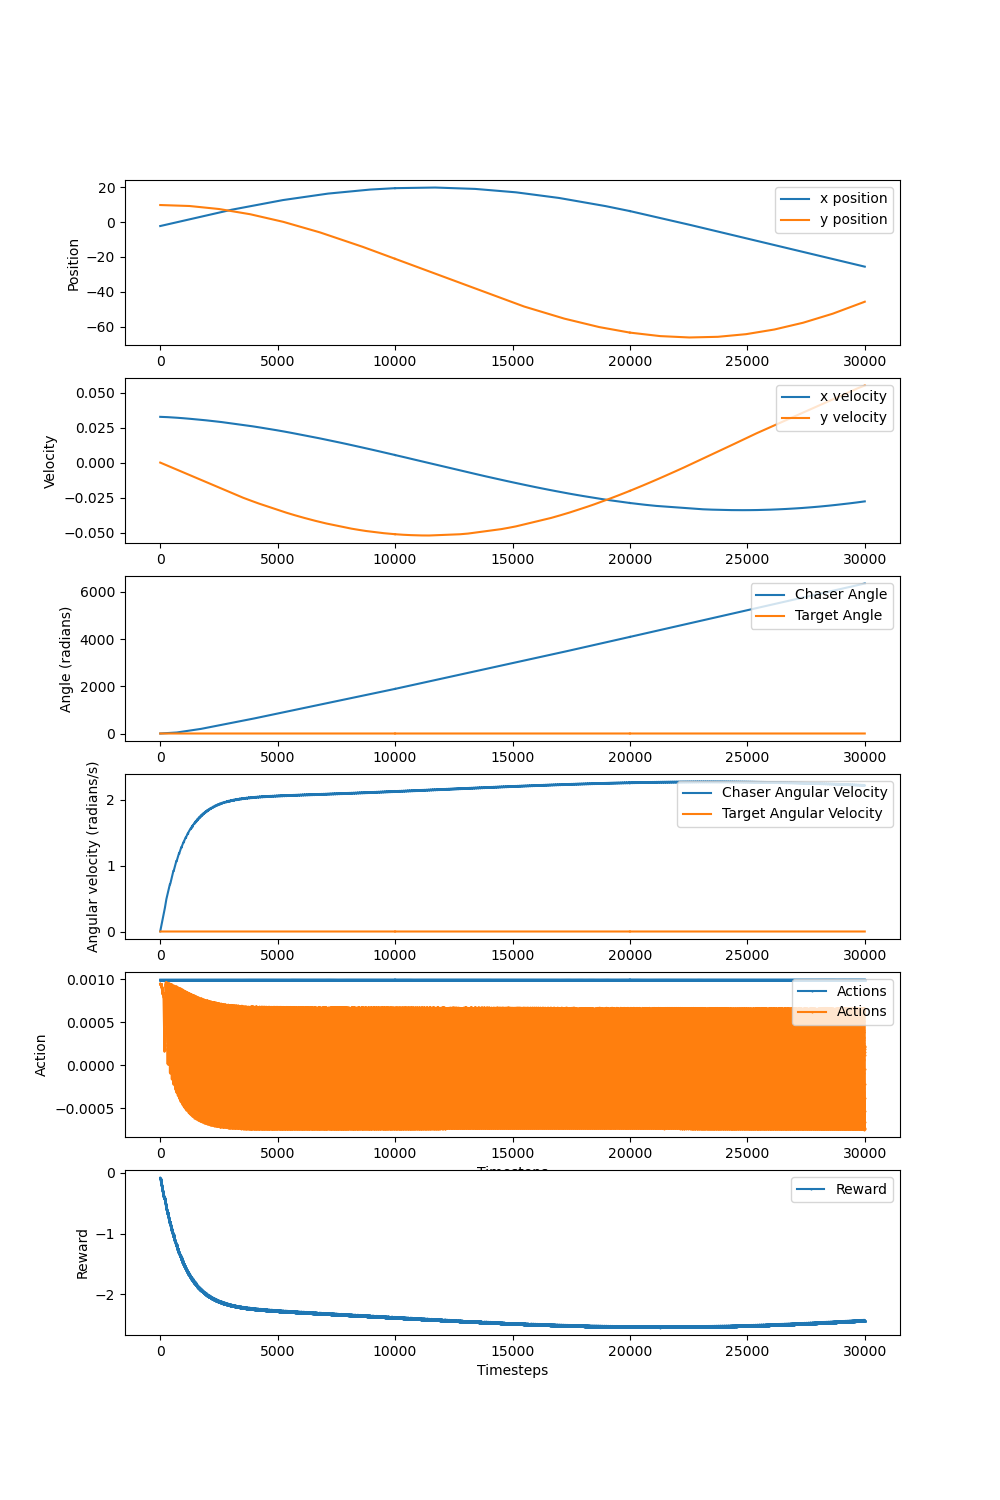 20
0
−20
−40
−60
Position
x position
y position
0 5000 10000 15000 20000 25000 30000
0.050
0.025
0.000
−0.025
−0.050
Velocity
x velocity
y velocity
0 5000 10000 15000 20000 25000 30000
6000
4000
2000
0
Angle (radians)
Chaser Angle
Target Angle
0 5000 10000 15000 20000 25000 30000
2
1
0
Angular velocity (radians/s)
Chaser Angular Velocity
Target Angular Velocity
0 5000 10000 15000 20000 25000 30000
0.0010
0.0005
0.0000
−0.0005
Action
Actions
Actions
0 5000 10000 15000 20000 25000 30000
Timesteps
0
−1
−2
Reward
Reward
0 5000 10000 15000 20000 25000 30000
Timesteps